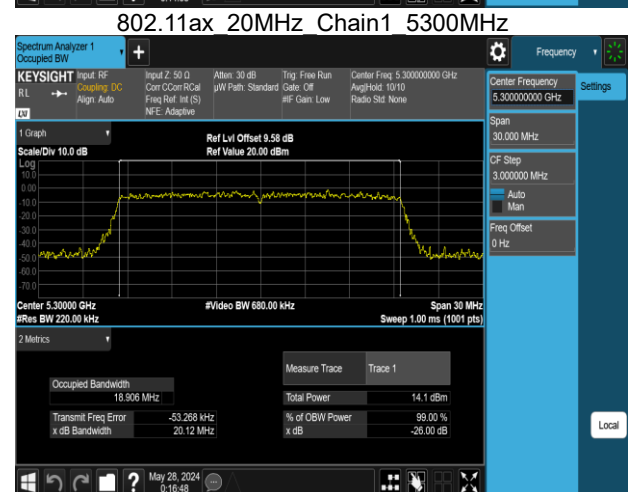 802.11ax_20MHz_Chain1_5300MHz
Spectrum Analyzer 1
Occupied BW
Frequency
KEYSIGHT Input: RF Input Z: 50 Ω Atten: 30 dB Trig: Free Run Center Freq: 5.300000000 GHz
RL Coupling: DC Corr CCorr RCal µW Path: Standard Gate: Off Avg|Hold: 10/10
Align: Auto Freq Ref: Int (S) #IF Gain: Low Radio Std: None
NFE: Adaptive
LXI
Center Frequency
5.300000000 GHz
Settings
Span
30.000 MHz
CF Step
3.000000 MHz
Auto
Man
Freq Offset
0 Hz
1 Graph
Ref Lvl Offset 9.58 dB
Scale/Div 10.0 dB Ref Value 20.00 dBm
Log
10.0
0.00
-10.0
-20.0
-30.0
-40.0
-50.0
-60.0
-70.0
Center 5.30000 GHz #Video BW 680.00 kHz Span 30 MHz
#Res BW 220.00 kHz Sweep 1.00 ms (1001 pts)
2 Metrics
Measure Trace Trace 1
Occupied Bandwidth
18.906 MHz Total Power 14.1 dBm
Transmit Freq Error -53.268 kHz % of OBW Power 99.00 %
x dB Bandwidth 20.12 MHz x dB -26.00 dB
Local
May 28, 2024
0:16:48